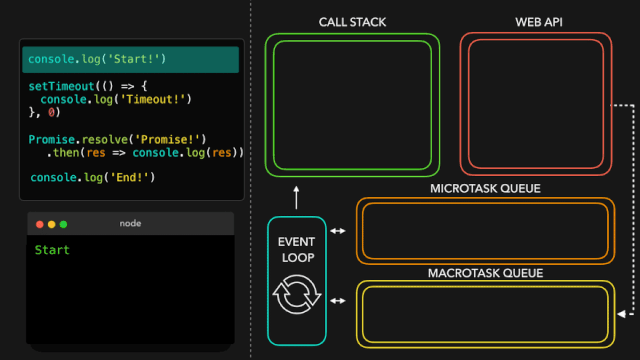 CALL STACK
WEB API
console.log('Start!')
setTimeout(() => {
console.log('Timeout!')
}, 0)
Promise.resolve('Promise!')
.then(res => console.log(res))
console.log('End!')
MICROTASK QUEUE
node
Start
EVENT
LOOP
MACROTASK QUEUE